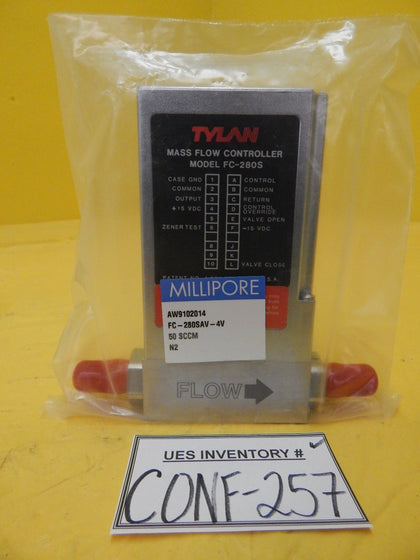 TYLAN
MASS FLOW CONTROLLER
MODEL FC-280S
CASE GND 1 A CONTROL
COMMON 2 B COMMON
OUTPUT 3 C RETURN
+15 VDC 4 D CONTROL OVERRIDE
5 E VALVE OPEN
ZENER TEST 6 F -15 VDC
8 J
9 K
10 L VALVE CLOSE
PATENT NO.
MILLIPORE
AW9102014
FC-280SAV-4V
50 SCCM
N2
FLOW
UES INVENTORY #
CONF-257